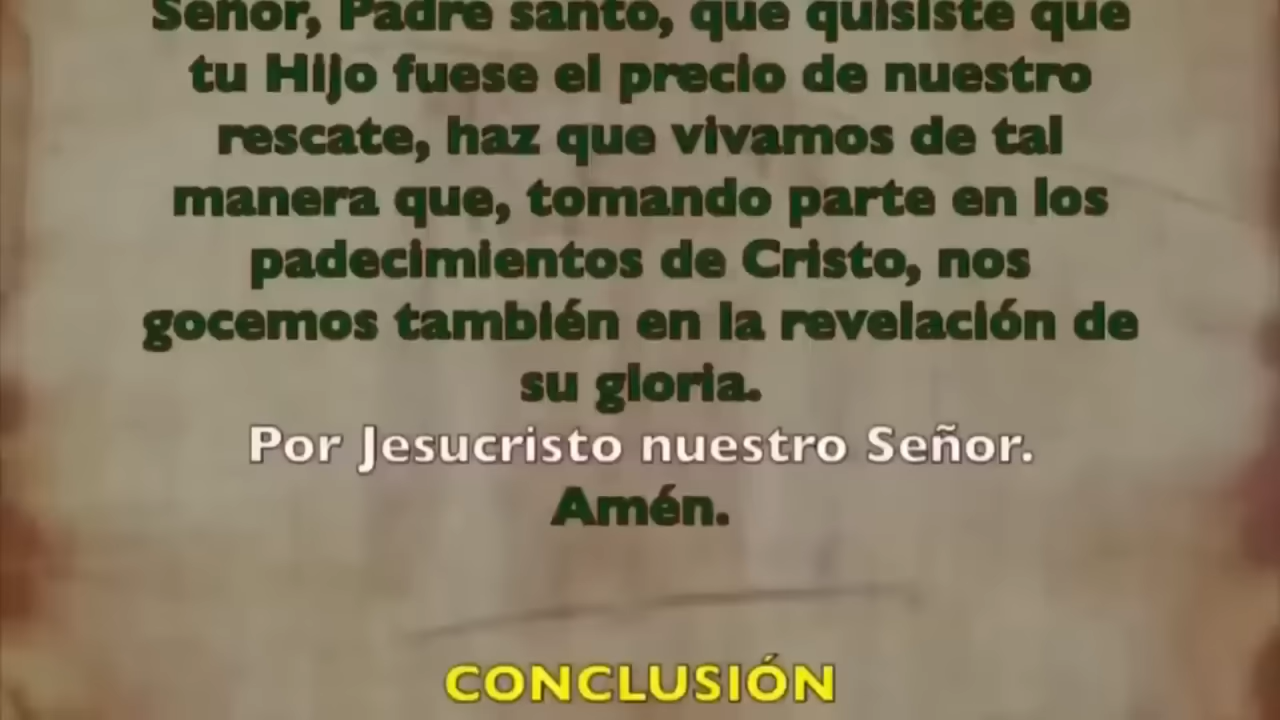 Señor, Padre santo, que quisiste que
tu Hijo fuese el precio de nuestro
rescate, haz que vivamos de tal
manera que, tomando parte en los
padecimientos de Cristo, nos
gocemos también en la revelación de
su gloria.
Por Jesucristo nuestro Señor.
Amén.
CONCLUSIÓN